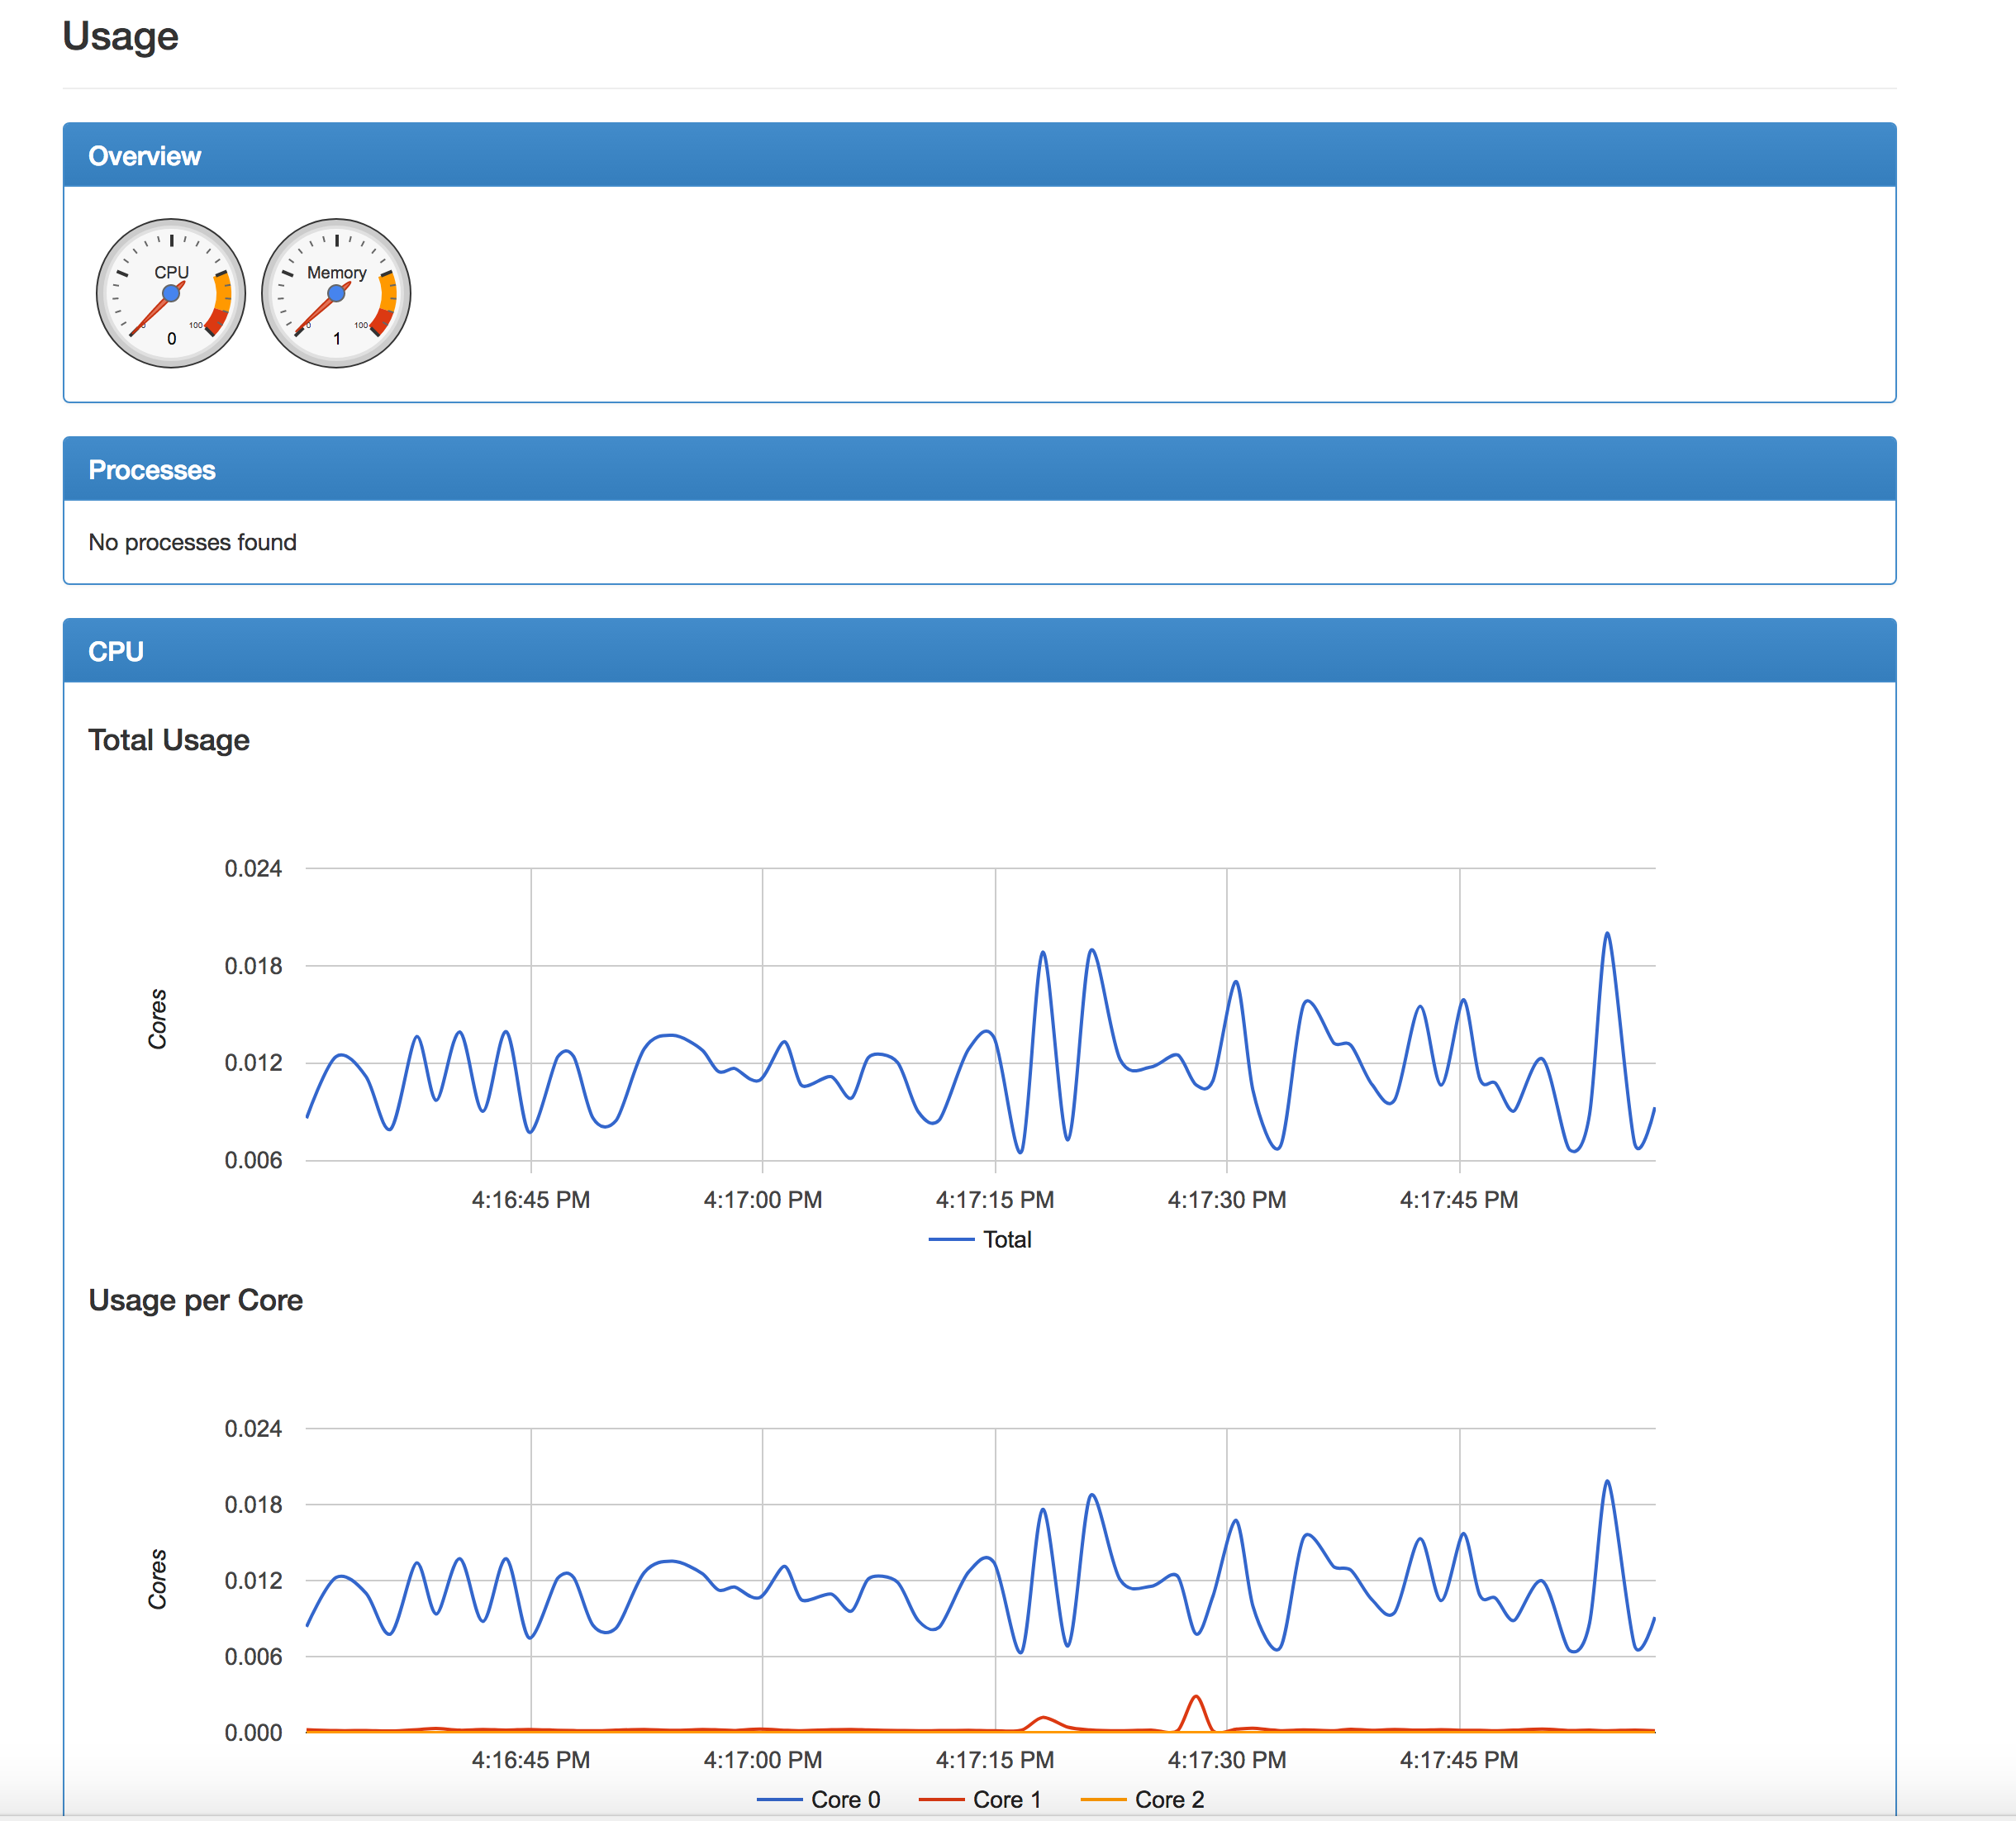 Usage
Overview
CPU
0
100
0
Memory
0
100
1
Processes
No processes found
CPU
Total Usage
0.024
0.018
0.012
0.006
Cores
4:16:45 PM 4:17:00 PM 4:17:15 PM 4:17:30 PM 4:17:45 PM
Total
Usage per Core
0.024
0.018
0.012
0.006
0.000
Cores
4:16:45 PM 4:17:00 PM 4:17:15 PM 4:17:30 PM 4:17:45 PM
Core 0 Core 1 Core 2